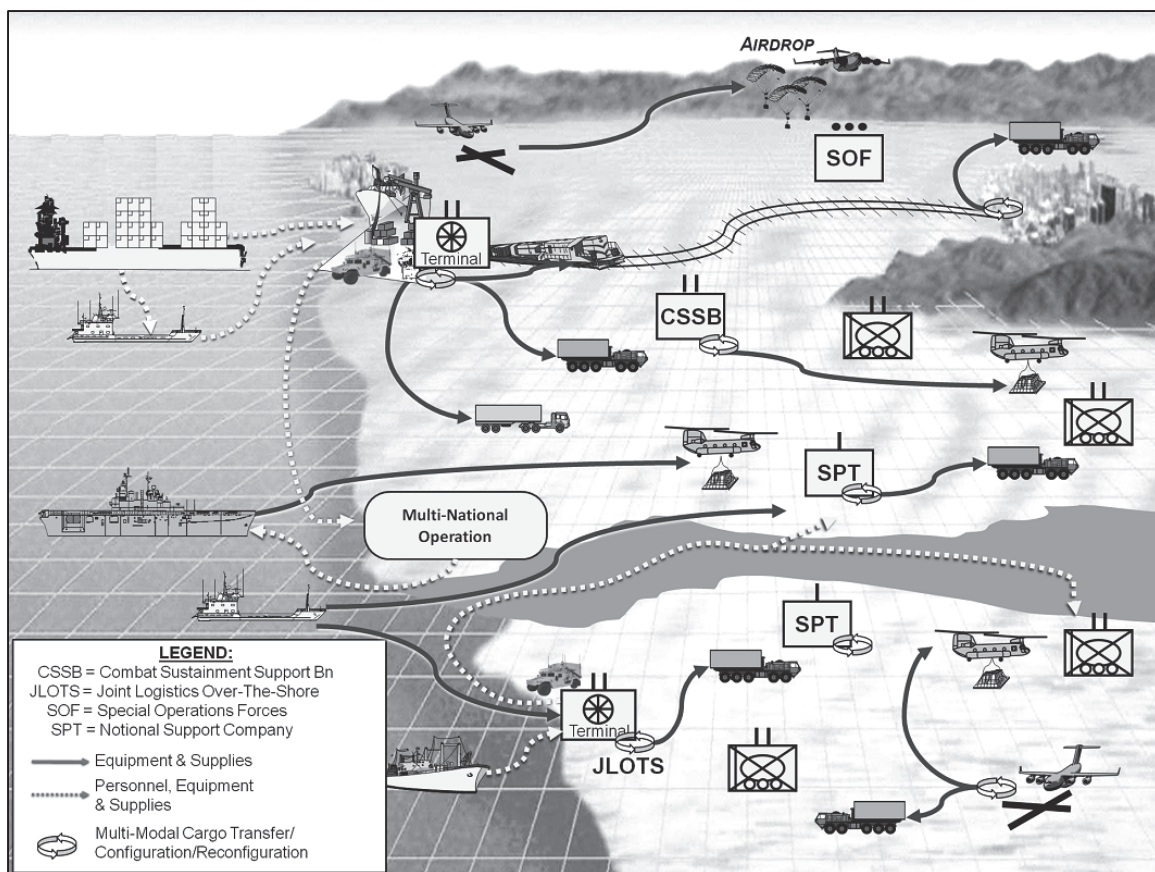 AIRDROP
SOF
Terminal
CSSB
SPT
Multi-National
Operation
SPT
LEGEND:
CSSB = Combat Sustainment Support Bn
JLOTS = Joint Logistics Over-The-Shore
SOF = Special Operations Forces
SPT = Notional Support Company
Equipment & Supplies
Personnel, Equipment
& Supplies
Multi-Modal Cargo Transfer/
Configuration/Reconfiguration
Terminal
JLOTS